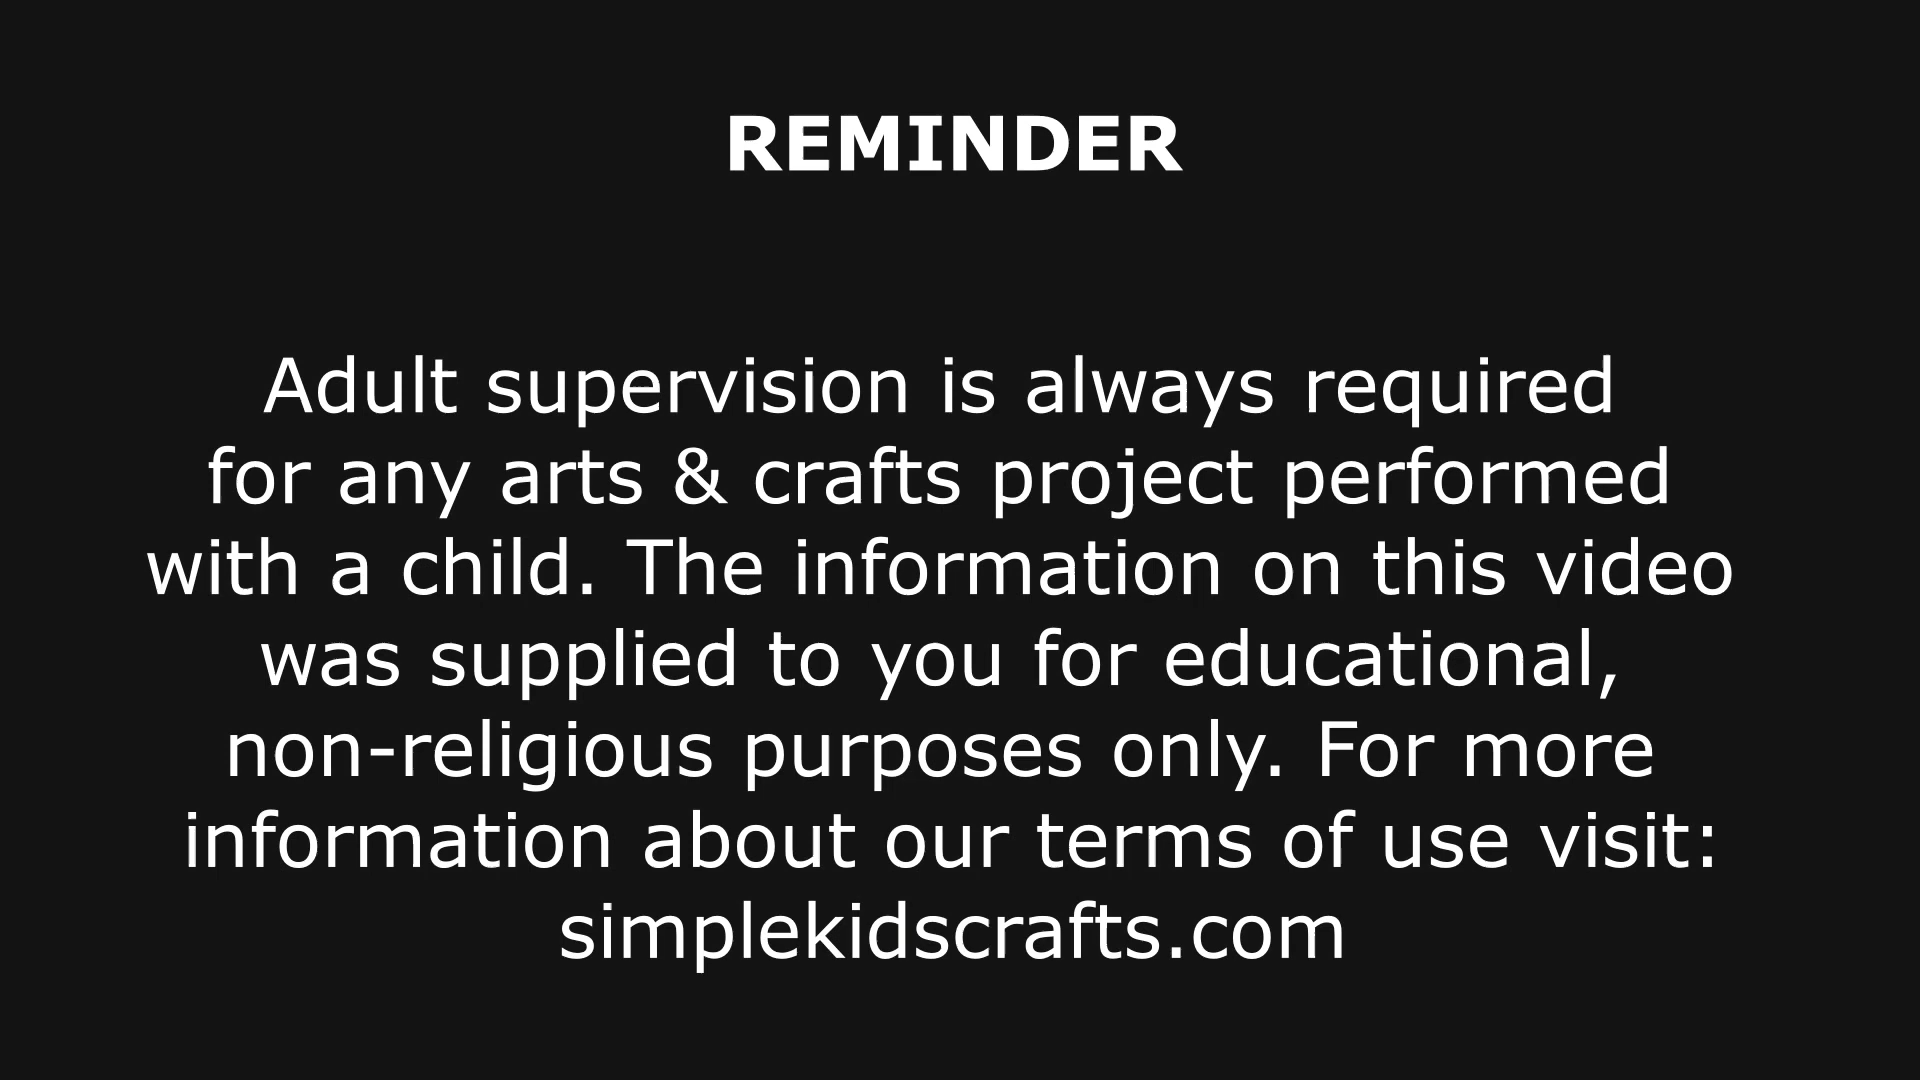 REMINDER
Adult supervision is always required
for any arts & crafts project performed
with a child. The information on this video
was supplied to you for educational,
non-religious purposes only. For more
information about our terms of use visit:
simplekidscrafts.com